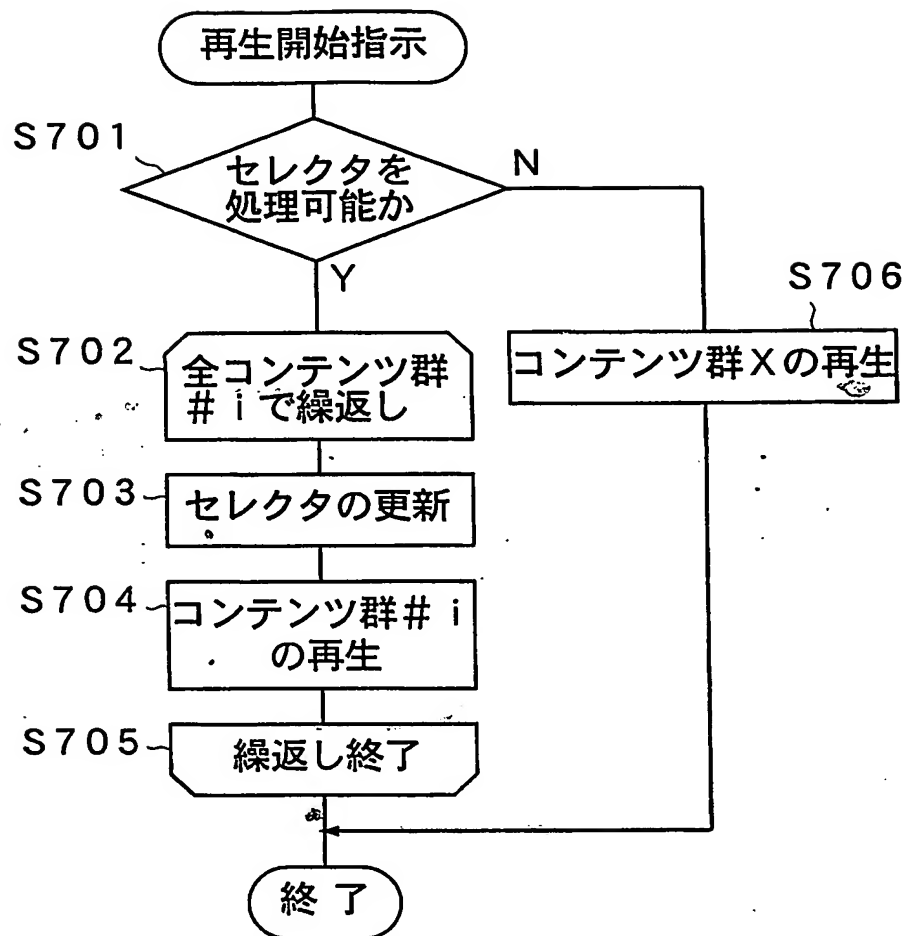 再生開始指示
S701
セレクタを
処理可能か
N
Y
S706
コンテンツ群Xの再生
S702
全コンテンツ群
#iで繰返し
S703
セレクタの更新
S704
コンテンツ群#i
の再生
S705
繰返し終了
終了